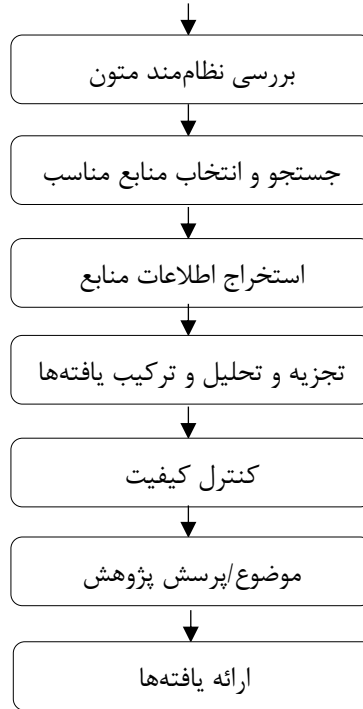 بررسی نظام‌مند متون
جستجو و انتخاب منابع مناسب
استخراج اطلاعات منابع
تجزیه و تحلیل و ترکیب یافته‌ها
کنترل کیفیت
موضوع/پرسش پژوهش
ارائه یافته‌ها